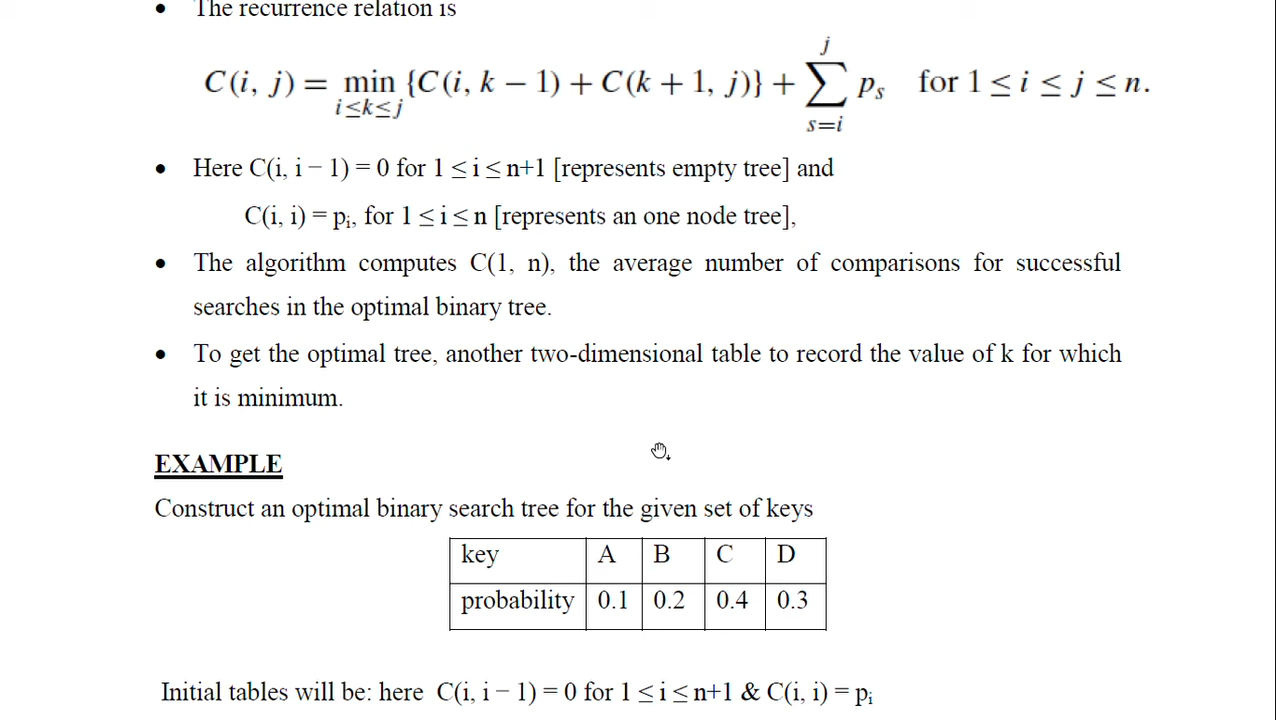 • The recurrence relation is
C(i, j) = min {C(i, k − 1) + C(k + 1, j)} + ∑ pₛ for 1 ≤ i ≤ j ≤ n.
i≤k≤j
j
s=i
• Here C(i, i − 1) = 0 for 1 ≤ i ≤ n+1 [represents empty tree] and
C(i, i) = pᵢ, for 1 ≤ i ≤ n [represents an one node tree],
• The algorithm computes C(1, n), the average number of comparisons for successful
searches in the optimal binary tree.
• To get the optimal tree, another two-dimensional table to record the value of k for which
it is minimum.
EXAMPLE
Construct an optimal binary search tree for the given set of keys
key A B C D
probability 0.1 0.2 0.4 0.3
Initial tables will be: here C(i, i − 1) = 0 for 1 ≤ i ≤ n+1 & C(i, i) = pᵢ